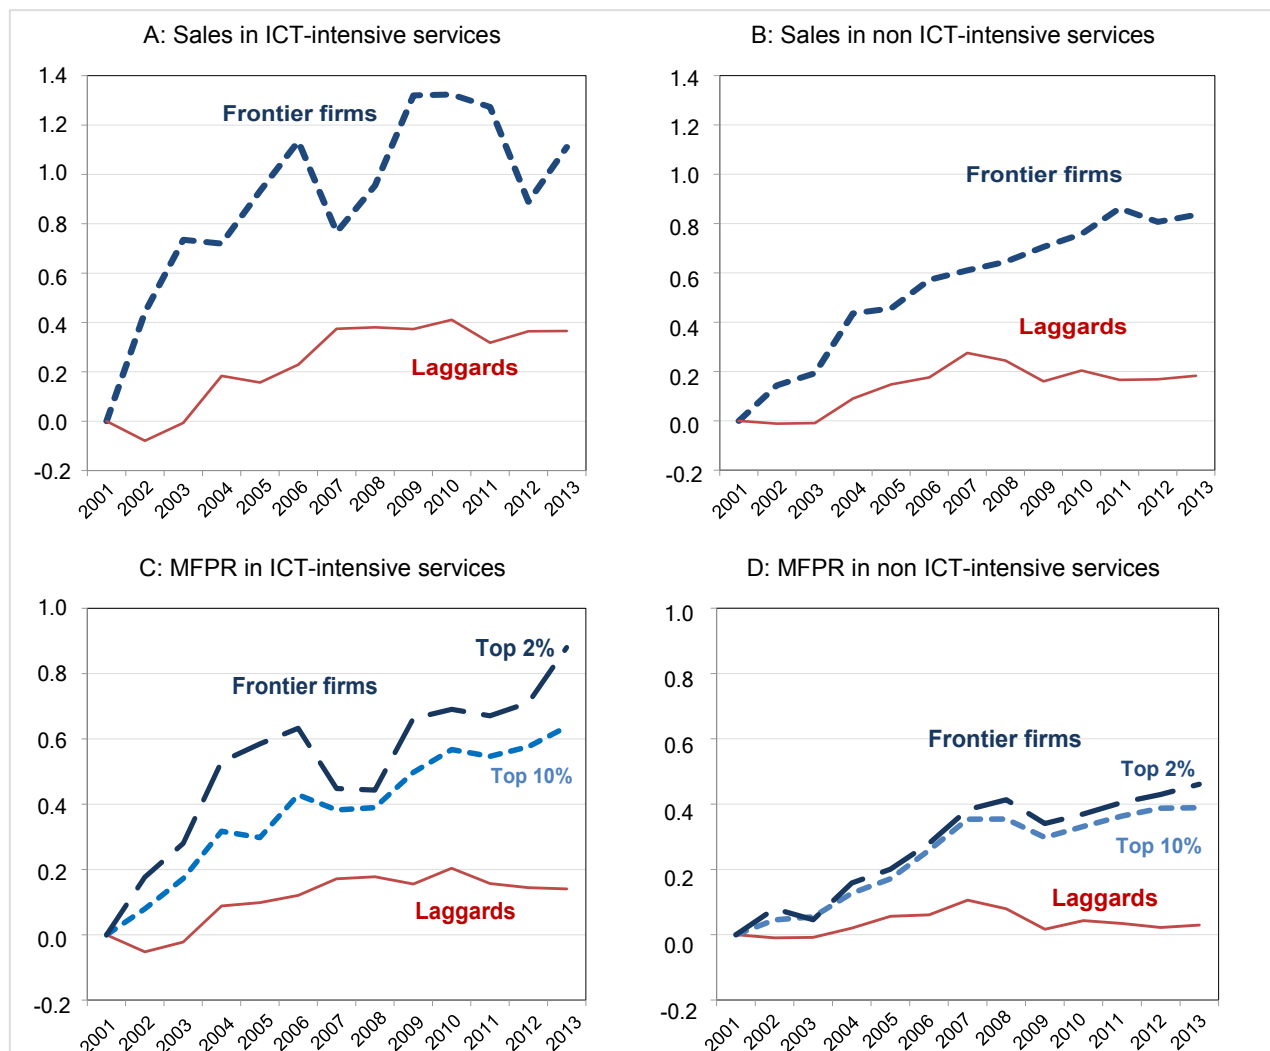 A: Sales in ICT-intensive services
1.4
1.2
1.0
0.8
0.6
0.4
0.2
0.0
-0.2
Frontier firms
Laggards
2001 2002 2003 2004 2005 2006 2007 2008 2009 2010 2011 2012 2013
B: Sales in non ICT-intensive services
1.4
1.2
1.0
0.8
0.6
0.4
0.2
0.0
-0.2
Frontier firms
Laggards
2001 2002 2003 2004 2005 2006 2007 2008 2009 2010 2011 2012 2013
C: MFPR in ICT-intensive services
1.0
0.8
0.6
0.4
0.2
0.0
-0.2
Top 2%
Frontier firms
Top 10%
Laggards
2001 2002 2003 2004 2005 2006 2007 2008 2009 2010 2011 2012 2013
D: MFPR in non ICT-intensive services
1.0
0.8
0.6
0.4
0.2
0.0
-0.2
Frontier firms
Top 2%
Top 10%
Laggards
2001 2002 2003 2004 2005 2006 2007 2008 2009 2010 2011 2012 2013